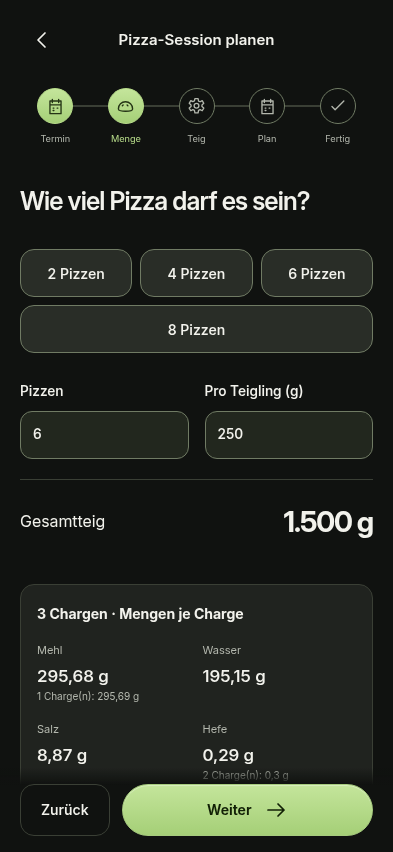 Pizza-Session planen
Termin Menge Teig Plan Fertig
Wie viel Pizza darf es sein?
2 Pizzen 4 Pizzen 6 Pizzen
8 Pizzen
Pizzen Pro Teigling (g)
6 250
Gesamtteig 1.500 g
3 Chargen · Mengen je Charge
Mehl Wasser
295,68 g 195,15 g
1 Charge(n): 295,69 g
Salz Hefe
8,87 g 0,29 g
2 Charge(n): 0,3 g
Zurück Weiter